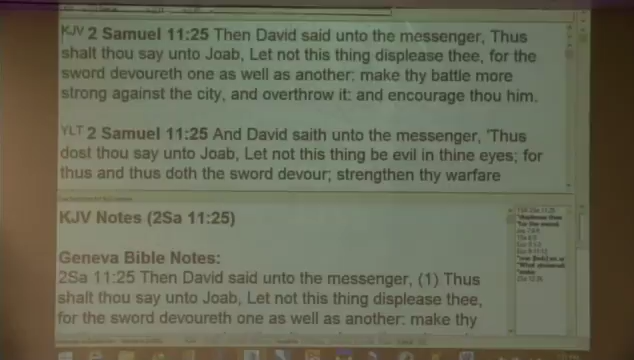 KJV 2 Samuel 11:25 Then David said unto the messenger, Thus
shalt thou say unto Joab, Let not this thing displease thee, for the
sword devoureth one as well as another: make thy battle more
strong against the city, and overthrow it: and encourage thou him.
YLT 2 Samuel 11:25 And David saith unto the messenger, 'Thus
dost thou say unto Joab, Let not this thing be evil in thine eyes; for
thus and thus doth the sword devour; strengthen thy warfare
KJV Notes (2Sa 11:25)
Geneva Bible Notes:
2Sa 11:25 Then David said unto the messenger, (1) Thus
shalt thou say unto Joab, Let not this thing displease thee,
for the sword devoureth one as well as another: make thy